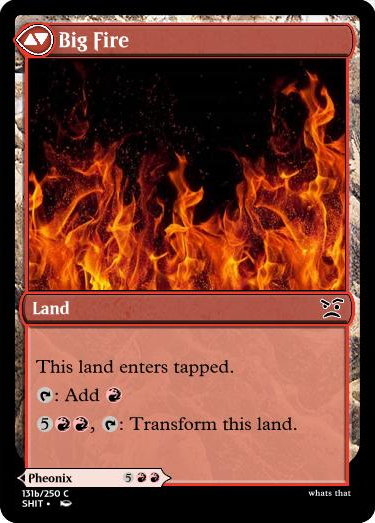 Big Fire
Land
This land enters tapped.
: Add
5 , : Transform this land.
Pheonix 5
131b/250 C
SHIT •
whats that